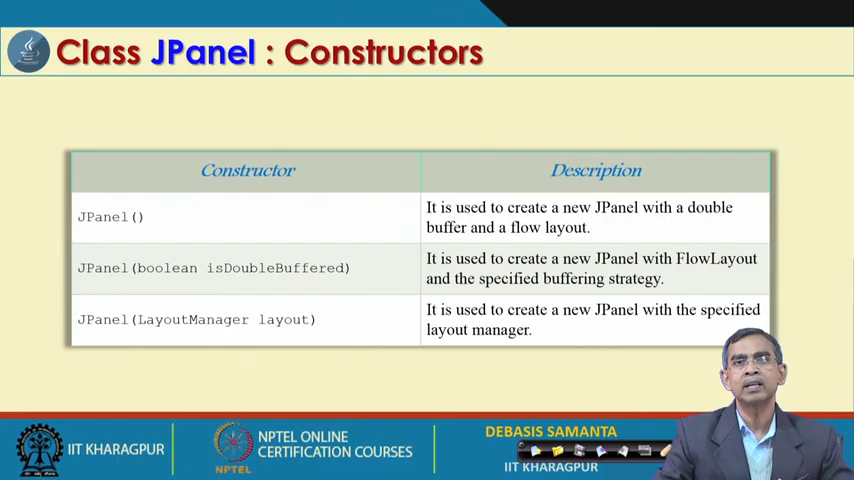 Class JPanel : Constructors
Constructor
Description
JPanel()
It is used to create a new JPanel with a double
buffer and a flow layout.
JPanel(boolean isDoubleBuffered)
It is used to create a new JPanel with FlowLayout
and the specified buffering strategy.
JPanel(LayoutManager layout)
It is used to create a new JPanel with the specified
layout manager.
IIT KHARAGPUR
NPTEL
NPTEL ONLINE
CERTIFICATION COURSES
DEBASIS SAMANTA
IIT KHARAGPUR